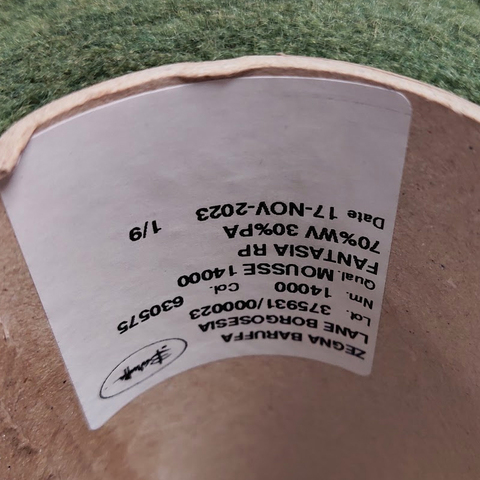 ZEGNA BARUFFA
LANE BORGOSESIA
Lot. 375931/000023
Nm. 14000 Col. 630575
Qual. MOUSSE 14000
FANTASIA RP
70%WV 30%PA
Date 17-NOV-2023 1/9